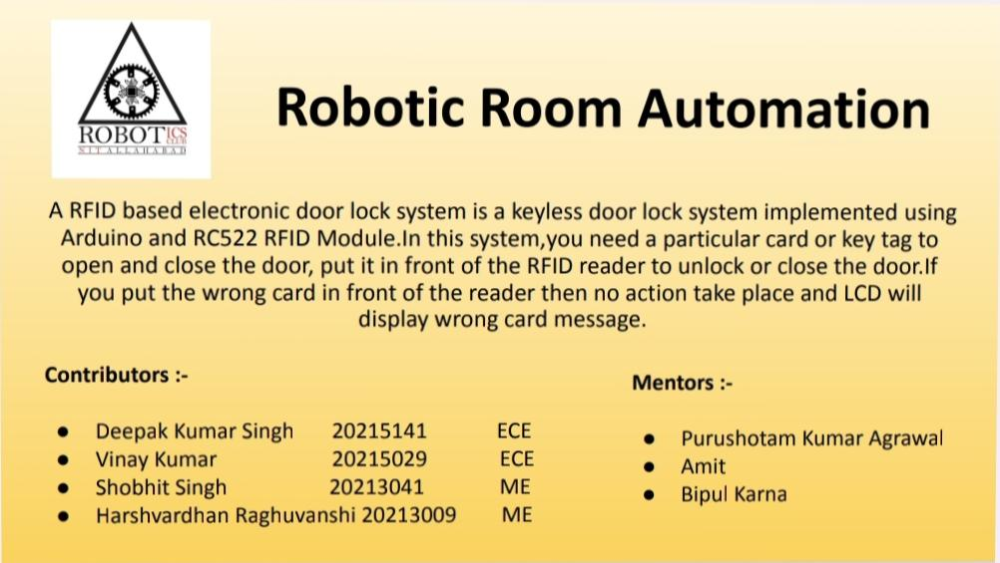 ROBOTICS
CLUB
NIT ALLAHABAD
Robotic Room Automation
A RFID based electronic door lock system is a keyless door lock system implemented using
Arduino and RC522 RFID Module.In this system,you need a particular card or key tag to
open and close the door, put it in front of the RFID reader to unlock or close the door.If
you put the wrong card in front of the reader then no action take place and LCD will
display wrong card message.
Contributors :-
● Deepak Kumar Singh 20215141 ECE
● Vinay Kumar 20215029 ECE
● Shobhit Singh 20213041 ME
● Harshvardhan Raghuvanshi 20213009 ME
Mentors :-
● Purushotam Kumar Agrawal
● Amit
● Bipul Karna